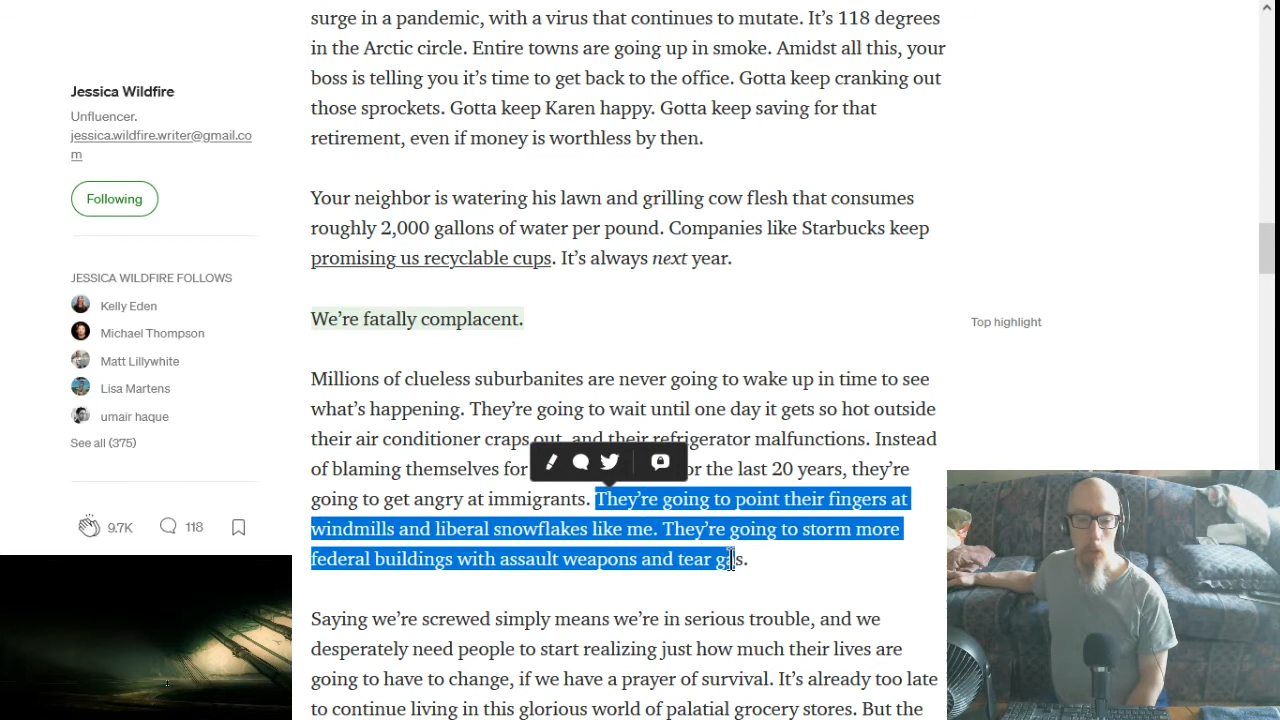 surge in a pandemic, with a virus that continues to mutate. It’s 118 degrees
in the Arctic circle. Entire towns are going up in smoke. Amidst all this, your
boss is telling you it’s time to get back to the office. Gotta keep cranking out
those sprockets. Gotta keep Karen happy. Gotta keep saving for that
retirement, even if money is worthless by then.
Your neighbor is watering his lawn and grilling cow flesh that consumes
roughly 2,000 gallons of water per pound. Companies like Starbucks keep
promising us recyclable cups. It’s always next year.
We’re fatally complacent.
Top highlight
Millions of clueless suburbanites are never going to wake up in time to see
what’s happening. They’re going to wait until one day it gets so hot outside
their air conditioner craps out, and their refrigerator malfunctions. Instead
of blaming themselves for or the last 20 years, they’re
going to get angry at immigrants. They’re going to point their fingers at
windmills and liberal snowflakes like me. They’re going to storm more
federal buildings with assault weapons and tear gas.
Saying we’re screwed simply means we’re in serious trouble, and we
desperately need people to start realizing just how much their lives are
going to have to change, if we have a prayer of survival. It’s already too late
to continue living in this glorious world of palatial grocery stores. But the
Jessica Wildfire
Unfluencer.
jessica.wildfire.writer@gmail.co
m
Following
JESSICA WILDFIRE FOLLOWS
Kelly Eden
Michael Thompson
Matt Lillywhite
Lisa Martens
umair haque
See all (375)
9.7K
118